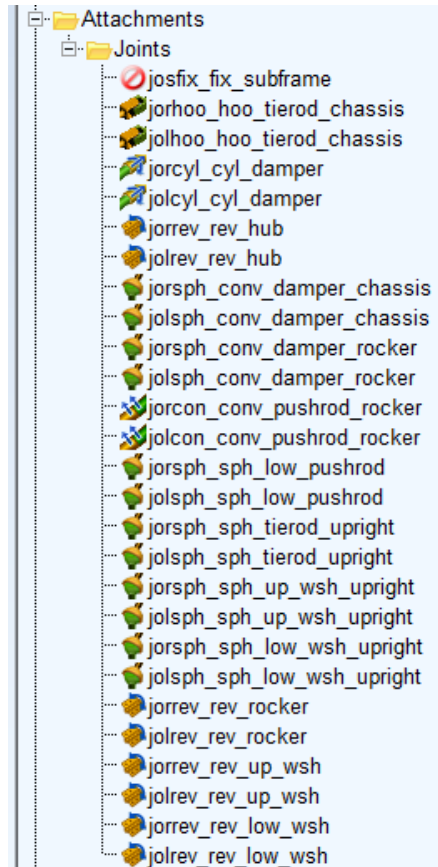 Attachments
Joints
josfix_fix_subframe
jorhoo_hoo_tierod_chassis
jolhoo_hoo_tierod_chassis
jorcyl_cyl_damper
jolcyl_cyl_damper
jorrev_rev_hub
jolrev_rev_hub
jorsph_conv_damper_chassis
jolsph_conv_damper_chassis
jorsph_conv_damper_rocker
jolsph_conv_damper_rocker
jorcon_conv_pushrod_rocker
jolcon_conv_pushrod_rocker
jorsph_sph_low_pushrod
jolsph_sph_low_pushrod
jorsph_sph_tierod_upright
jolsph_sph_tierod_upright
jorsph_sph_up_wsh_upright
jolsph_sph_up_wsh_upright
jorsph_sph_low_wsh_upright
jolsph_sph_low_wsh_upright
jorrev_rev_rocker
jolrev_rev_rocker
jorrev_rev_up_wsh
jolrev_rev_up_wsh
jorrev_rev_low_wsh
jolrev_rev_low_wsh